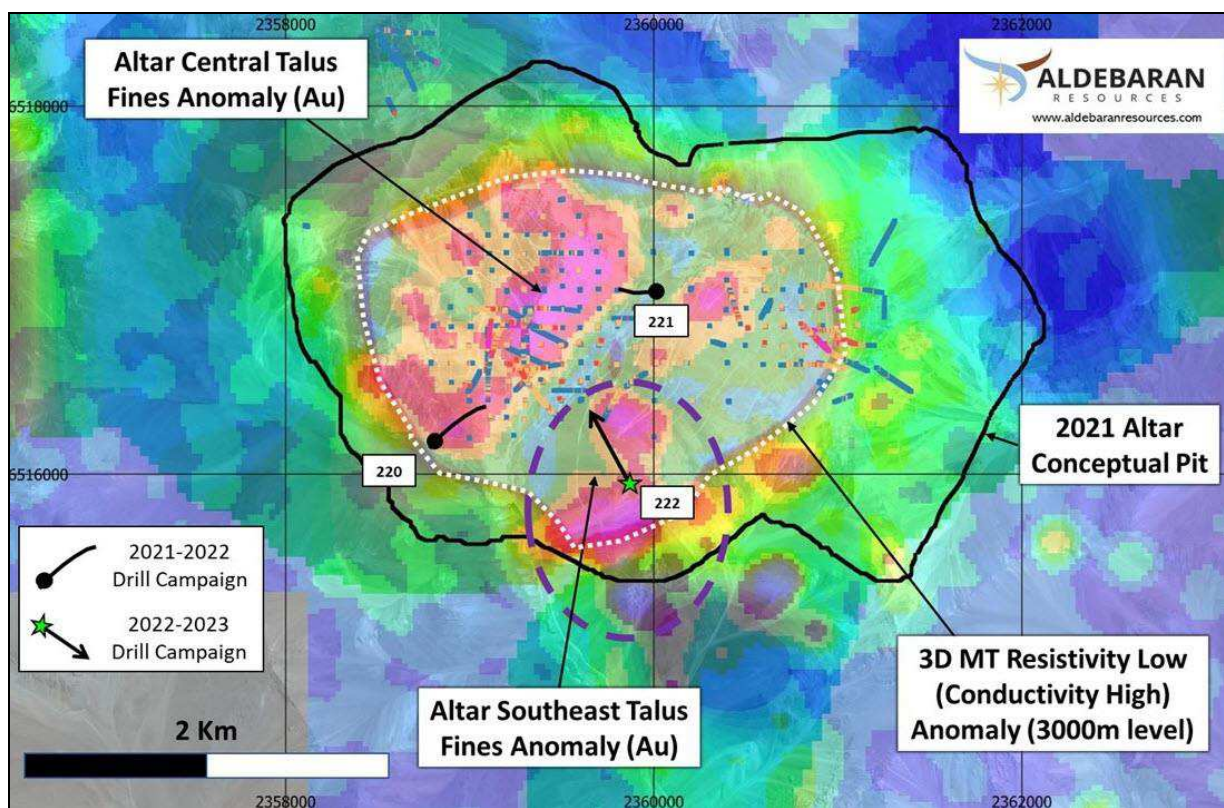 2358000
2360000
2362000
Altar Central Talus
Fines Anomaly (Au)
ALDEBARAN
RESOURCES
www.aldebaranresources.com
6518000
221
220
222
6516000
6516000
2021 Altar
Conceptual Pit
2021-2022
Drill Campaign
2022-2023
Drill Campaign
3D MT Resistivity Low
(Conductivity High)
Anomaly (3000m level)
Altar Southeast Talus
Fines Anomaly (Au)
2 Km
2358000
2360000
2362000